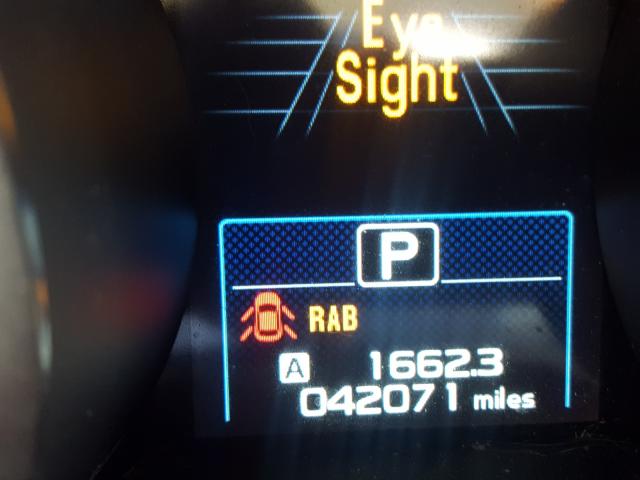 Eye
Sight
P
RAB
A 1662.3
042071 miles